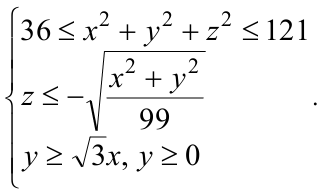 36 ≤ x² + y² + z² ≤ 121
z ≤ -√((x² + y²)/99)
y ≥ √3x, y ≥ 0 .